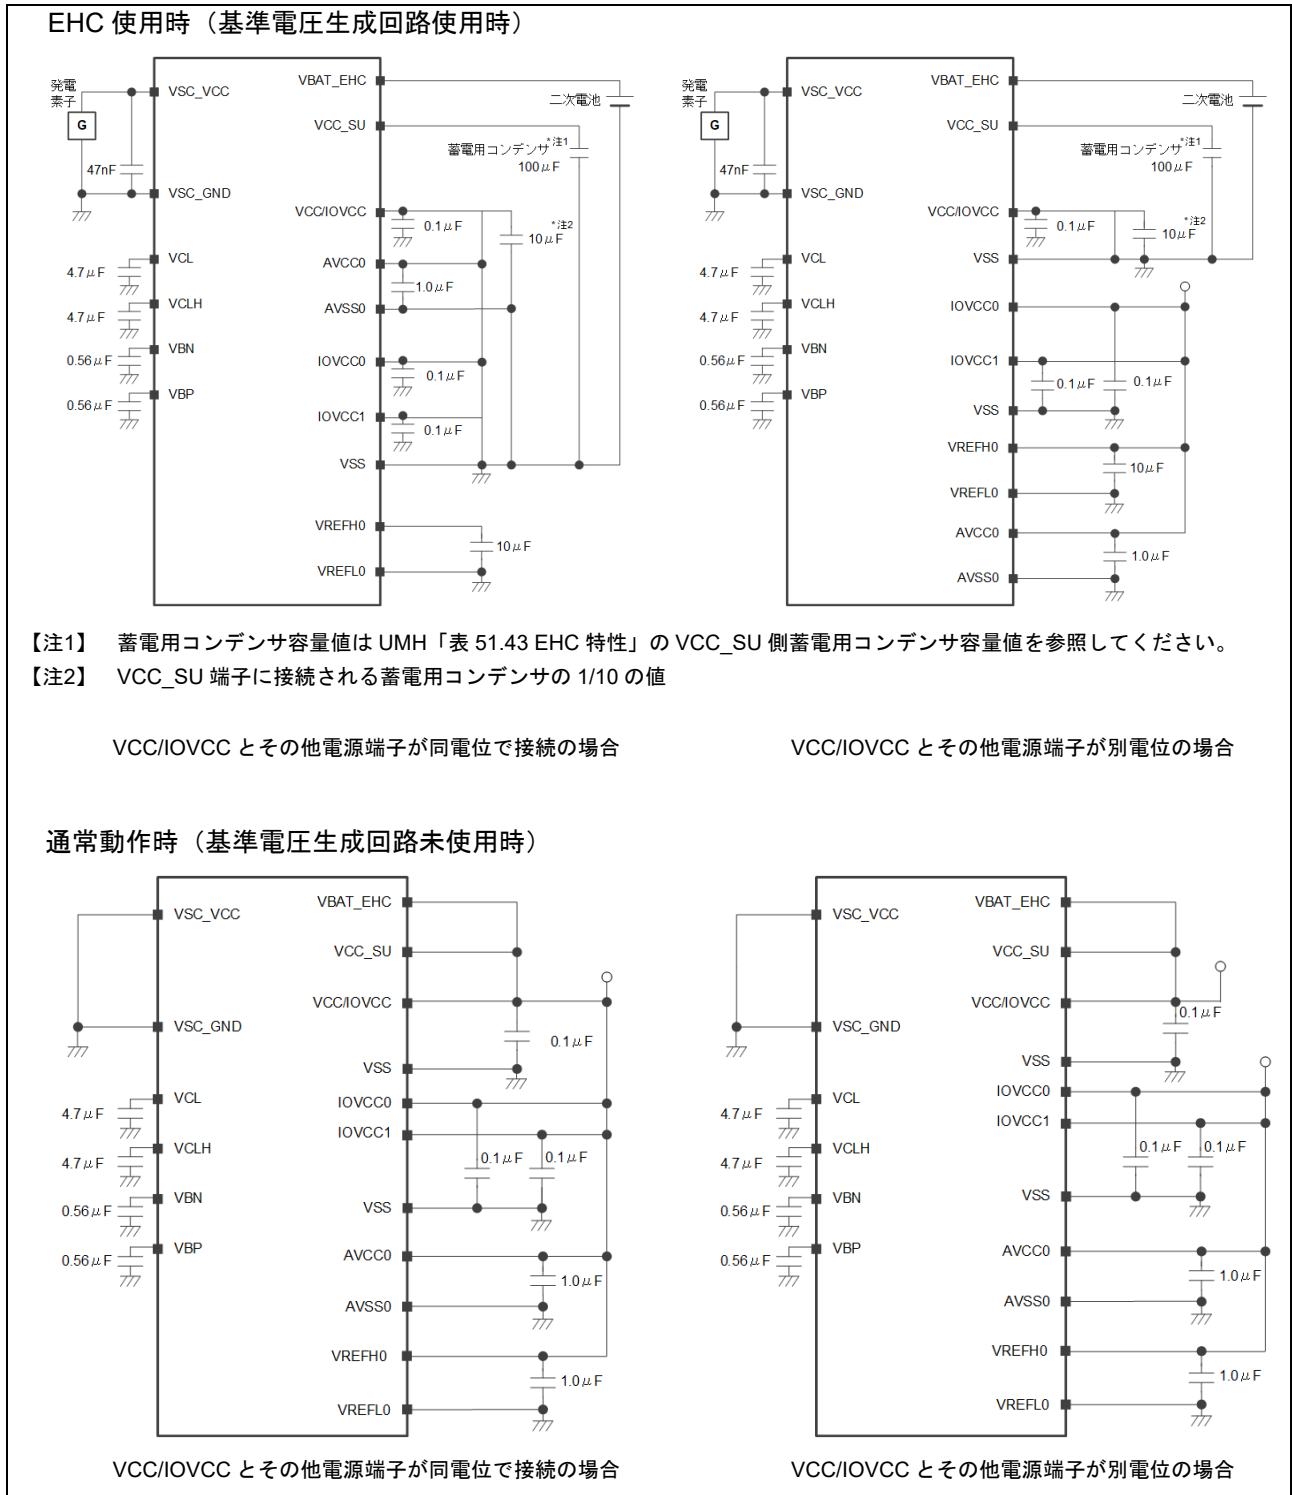 EHC 使用時（基準電圧生成回路使用時）
発電
素子
G
47nF
VSC_VCC
VSC_GND
4.7μF
VCL
4.7μF
VCLH
0.56μF
VBN
0.56μF
VBP
VBAT_EHC
二次電池
VCC_SU
蓄電用コンデンサ*注1
100μF
VCC/IOVCC
0.1μF
*注2
10μF
AVCC0
1.0μF
AVSS0
IOVCC0
0.1μF
IOVCC1
0.1μF
VSS
VREFH0
10μF
VREFL0
発電
素子
G
47nF
VSC_VCC
VSC_GND
4.7μF
VCL
4.7μF
VCLH
0.56μF
VBN
0.56μF
VBP
VBAT_EHC
二次電池
VCC_SU
蓄電用コンデンサ*注1
100μF
VCC/IOVCC
0.1μF
*注2
10μF
VSS
IOVCC0
IOVCC1
0.1μF
0.1μF
VSS
VREFH0
10μF
VREFL0
AVCC0
1.0μF
AVSS0
【注1】 蓄電用コンデンサ容量値は UMH「表 51.43 EHC 特性」の VCC_SU 側蓄電用コンデンサ容量値を参照してください。
【注2】 VCC_SU 端子に接続される蓄電用コンデンサの 1/10 の値
VCC/IOVCC とその他電源端子が同電位で接続の場合
VCC/IOVCC とその他電源端子が別電位の場合
通常動作時（基準電圧生成回路未使用時）
VSC_VCC
VSC_GND
4.7μF
VCL
4.7μF
VCLH
0.56μF
VBN
0.56μF
VBP
VBAT_EHC
VCC_SU
VCC/IOVCC
0.1μF
VSS
IOVCC0
IOVCC1
0.1μF
0.1μF
VSS
AVCC0
1.0μF
AVSS0
VREFH0
1.0μF
VREFL0
VSC_VCC
VSC_GND
4.7μF
VCL
4.7μF
VCLH
0.56μF
VBN
0.56μF
VBP
VBAT_EHC
VCC_SU
VCC/IOVCC
0.1μF
VSS
IOVCC0
IOVCC1
0.1μF
0.1μF
VSS
AVCC0
1.0μF
AVSS0
VREFH0
1.0μF
VREFL0
VCC/IOVCC とその他電源端子が同電位で接続の場合
VCC/IOVCC とその他電源端子が別電位の場合